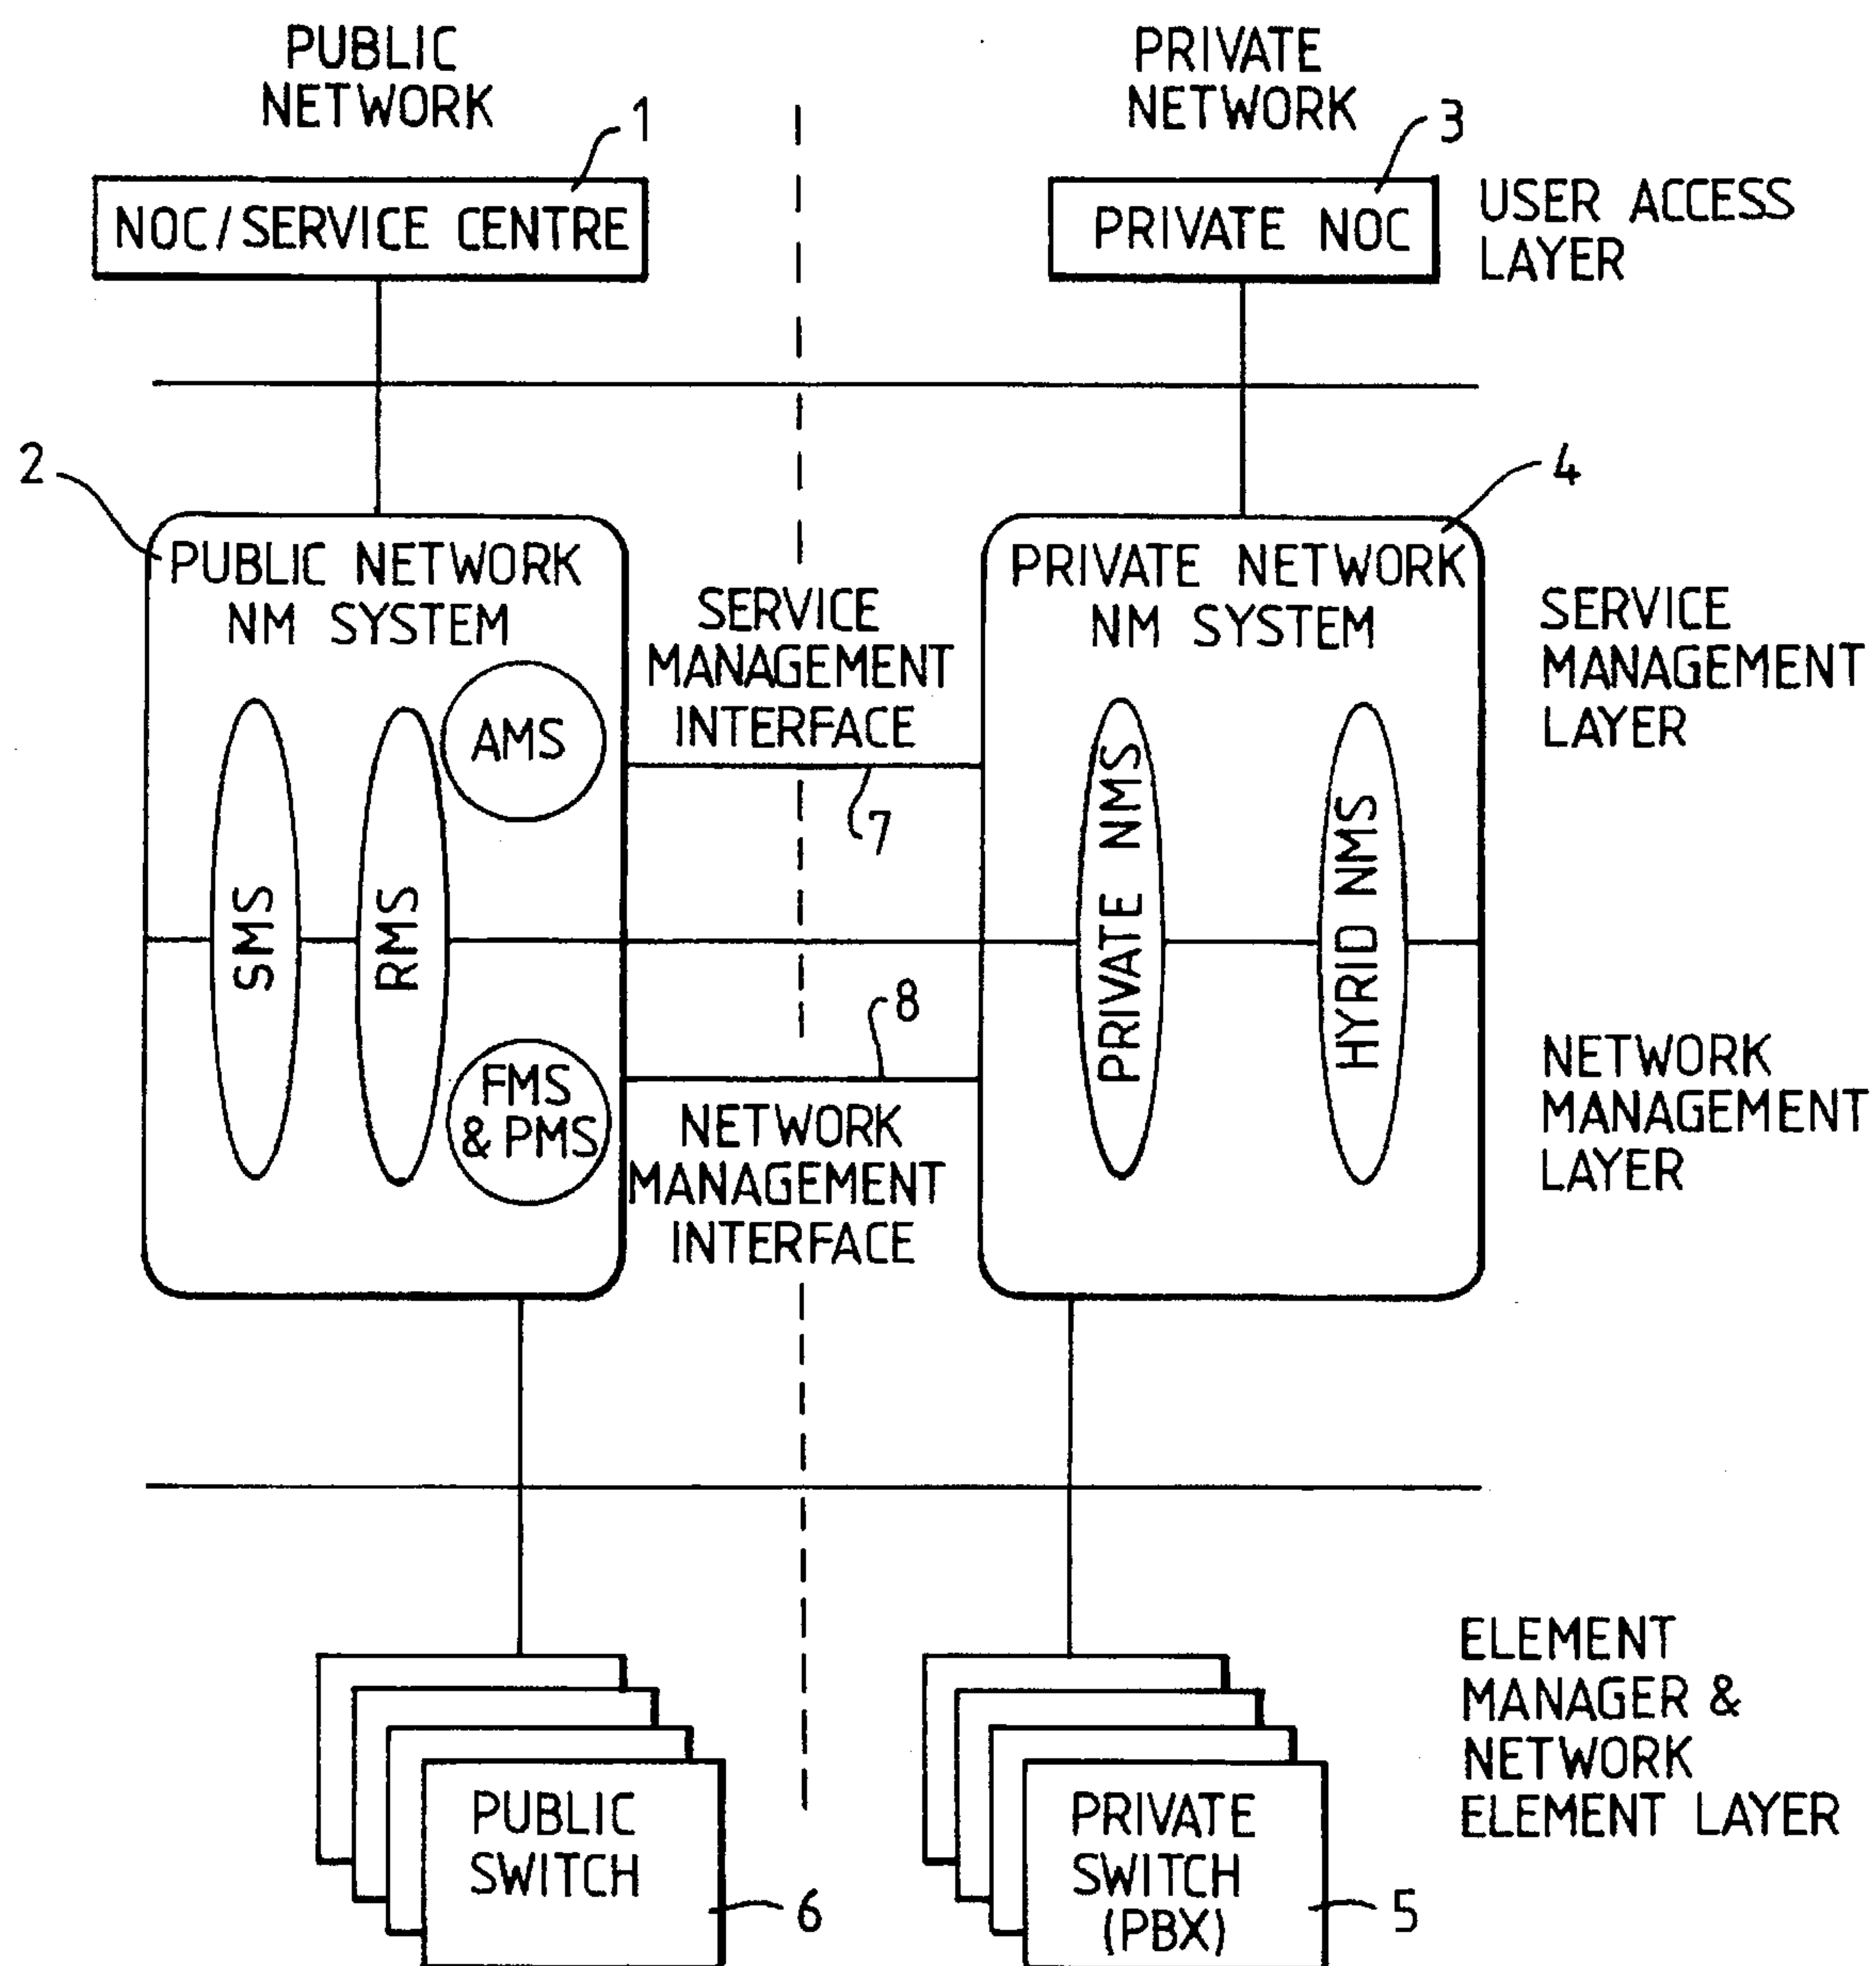 PUBLIC
NETWORK
PRIVATE
NETWORK
1
3
NOC/SERVICE CENTRE
PRIVATE NOC
USER ACCESS
LAYER
2
4
PUBLIC NETWORK
NM SYSTEM
PRIVATE NETWORK
NM SYSTEM
SERVICE
MANAGEMENT
INTERFACE
SERVICE
MANAGEMENT
LAYER
AMS
7
SMS
RMS
PRIVATE NMS
HYRID NMS
8
FMS
& PMS
NETWORK
MANAGEMENT
INTERFACE
NETWORK
MANAGEMENT
LAYER
ELEMENT
MANAGER &
NETWORK
ELEMENT LAYER
PUBLIC
SWITCH
6
PRIVATE
SWITCH
(PBX)
5